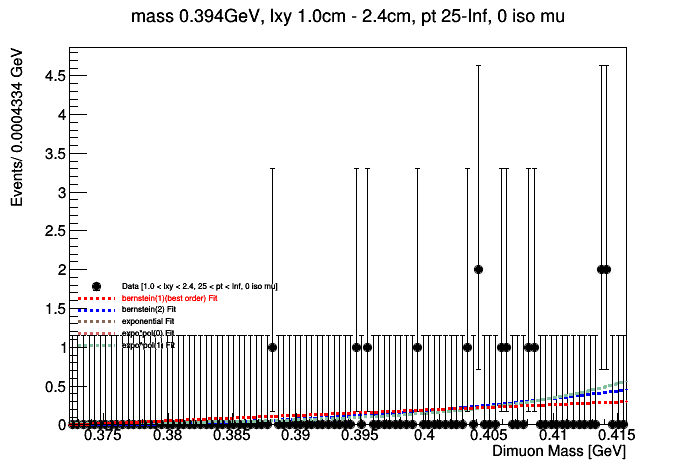 mass 0.394GeV, lxy 1.0cm - 2.4cm, pt 25-Inf, 0 iso mu
Events/ 0.0004334 GeV
4.5
4
3.5
3
2.5
2
1.5
1
0.5
0
Data [1.0 < lxy < 2.4, 25 < pt < Inf, 0 iso mu]
bernstein(1)(best order) Fit
bernstein(2) Fit
exponential Fit
expo*pol(0) Fit
expo*pol(1) Fit
0.375 0.38 0.385 0.39 0.395 0.4 0.405 0.41 0.415
Dimuon Mass [GeV]